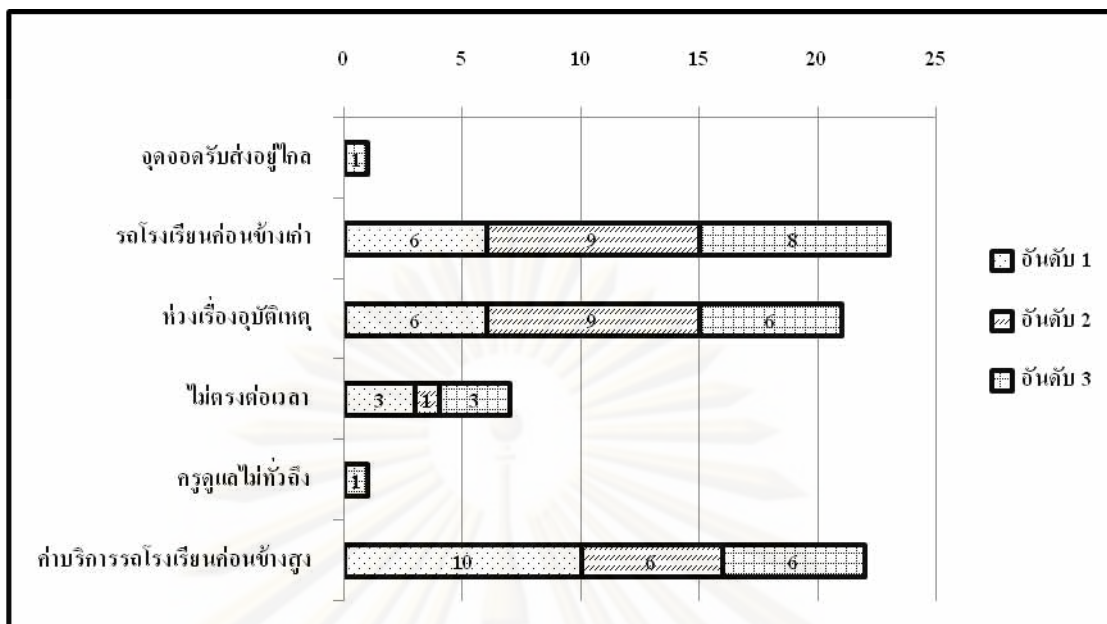 0 5 10 15 20 25
จุดจอดรับส่งอยู่ไกล
1
รถโรงเรียนค่อนข้างเก่า
6 9 8
ห่วงเรื่องอุบัติเหตุ
6 9 6
ไม่ตรงต่อเวลา
3 1 3
ครูดูแลไม่ทั่วถึง
1
ค่าบริการรถโรงเรียนค่อนข้างสูง
10 6 6
อันดับ 1
อันดับ 2
อันดับ 3